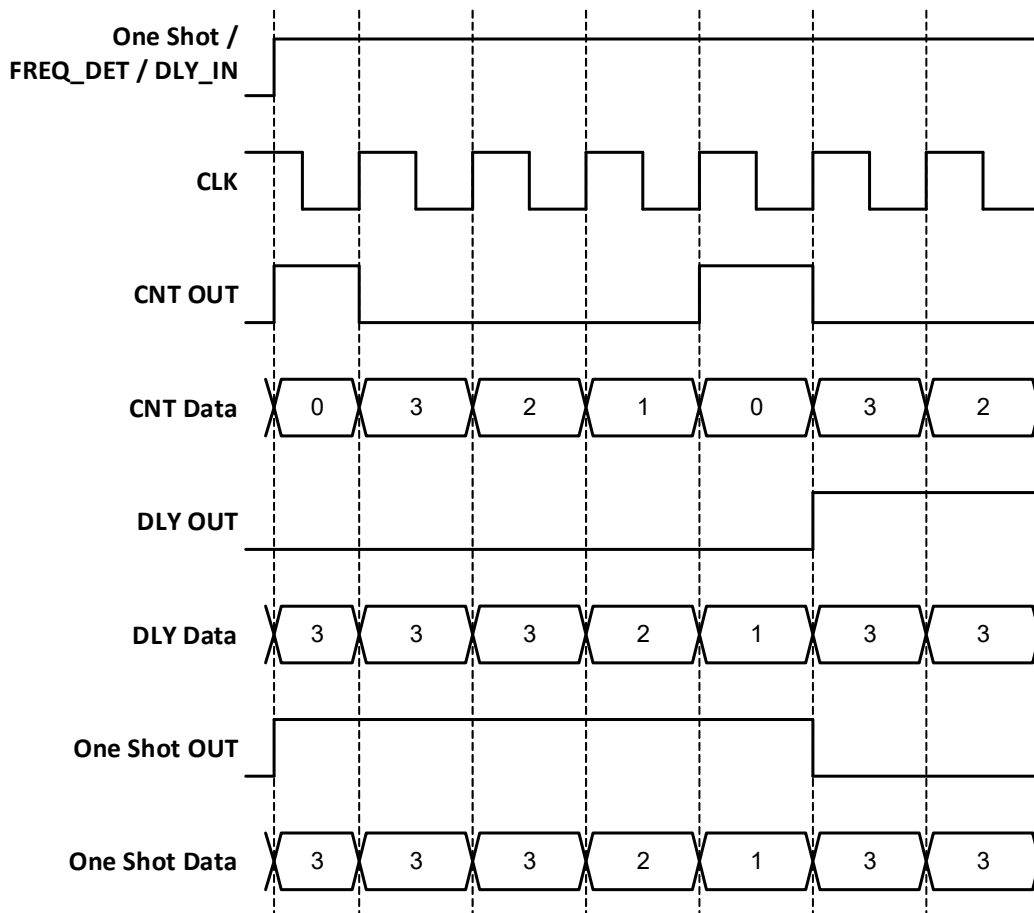 One Shot /
FREQ_DET / DLY_IN
CLK
CNT OUT
CNT Data 0 3 2 1 0 3 2
DLY OUT
DLY Data 3 3 3 2 1 3 3
One Shot OUT
One Shot Data 3 3 3 2 1 3 3